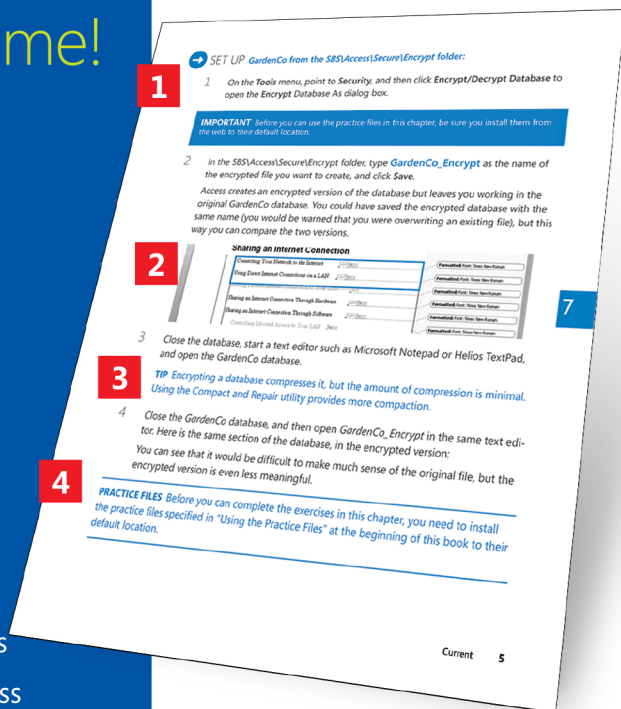 me!
SET UP GardenCo from the SBS\Access\Secure\Encrypt folder:
1
1 On the Tools menu, point to Security, and then click Encrypt/Decrypt Database to
open the Encrypt Database As dialog box.
IMPORTANT Before you can use the practice files in this chapter, be sure you install them from
the web to their default location.
2 In the SBS\Access\Secure\Encrypt folder, type GardenCo_Encrypt as the name of
the encrypted file you want to create, and click Save.
Access creates an encrypted version of the database but leaves you working in the
original GardenCo database. You could have saved the encrypted database with the
same name (you would be warned that you were overwriting an existing file), but this
way you can compare the two versions.
2
Sharing an Internet Connection
Connecting Your Network to the Internet
Formatted: Font: Times New Roman
Using Direct Internet Connections on a LAN
Formatted: Font: Times New Roman
Formatted: Font: Times New Roman
Sharing an Internet Connection Through Hardware
Formatted: Font: Times New Roman
Sharing an Internet Connection Through Software
Formatted: Font: Times New Roman
Controlling Inbound Access to Your LAN
Formatted: Font: Times New Roman
7
3 Close the database, start a text editor such as Microsoft Notepad or Helios TextPad,
and open the GardenCo database.
3
TIP Encrypting a database compresses it, but the amount of compression is minimal.
Using the Compact and Repair utility provides more compaction.
4 Close the GardenCo database, and then open GardenCo_Encrypt in the same text edi-
tor. Here is the same section of the database, in the encrypted version:
You can see that it would be difficult to make much sense of the original file, but the
encrypted version is even less meaningful.
4
PRACTICE FILES Before you can complete the exercises in this chapter, you need to install
the practice files specified in "Using the Practice Files" at the beginning of this book to their
default location.
Current 5
s
ss